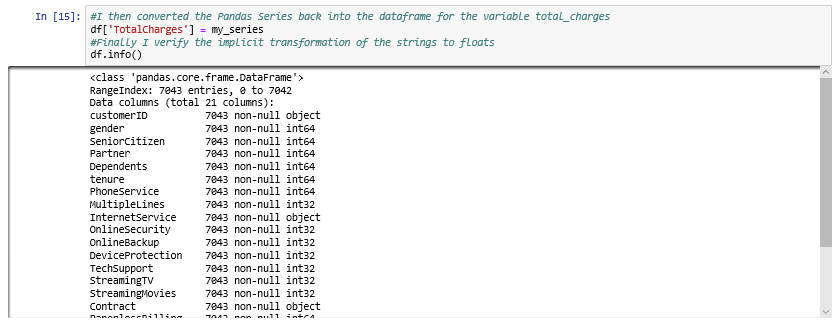 In [15]: #I then converted the Pandas Series back into the dataframe for the variable total_charges
df['TotalCharges'] = my_series
#Finally I verify the implicit transformation of the strings to floats
df.info()
<class 'pandas.core.frame.DataFrame'>
RangeIndex: 7043 entries, 0 to 7042
Data columns (total 21 columns):
customerID 7043 non-null object
gender 7043 non-null int64
SeniorCitizen 7043 non-null int64
Partner 7043 non-null int64
Dependents 7043 non-null int64
tenure 7043 non-null int64
PhoneService 7043 non-null int64
MultipleLines 7043 non-null int32
InternetService 7043 non-null object
OnlineSecurity 7043 non-null int32
OnlineBackup 7043 non-null int32
DeviceProtection 7043 non-null int32
TechSupport 7043 non-null int32
StreamingTV 7043 non-null int32
StreamingMovies 7043 non-null int32
Contract 7043 non-null object
PaperlessBilling 7043 non-null int64